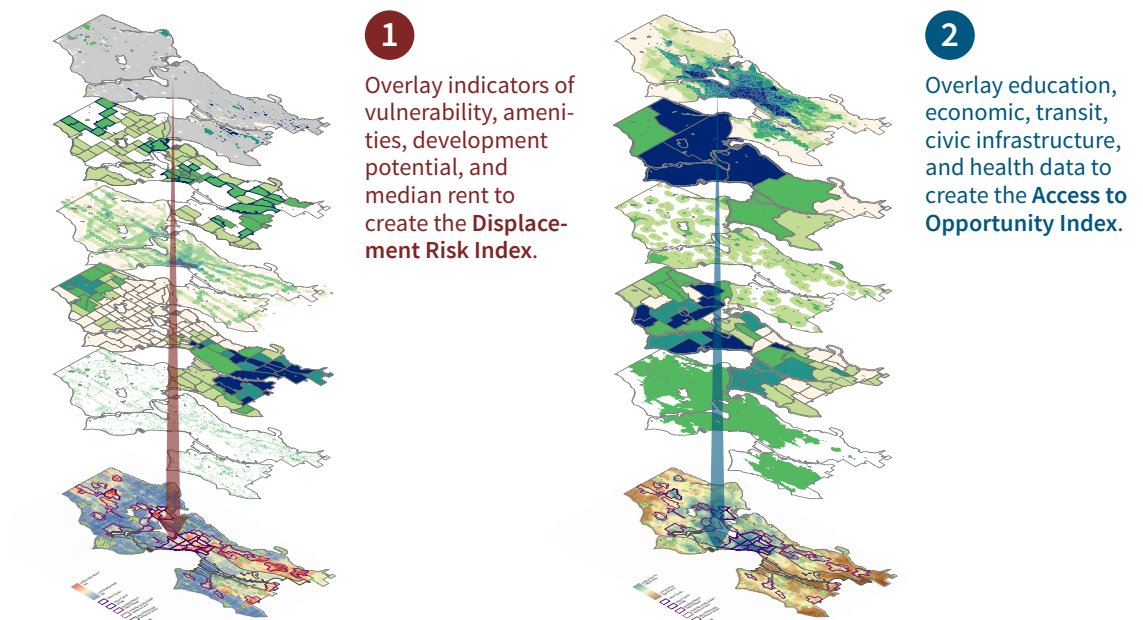 1
Overlay indicators of
vulnerability, ameni-
ties, development
potential, and
median rent to
create the Displace-
ment Risk Index.
2
Overlay education,
economic, transit,
civic infrastructure,
and health data to
create the Access to
Opportunity Index.